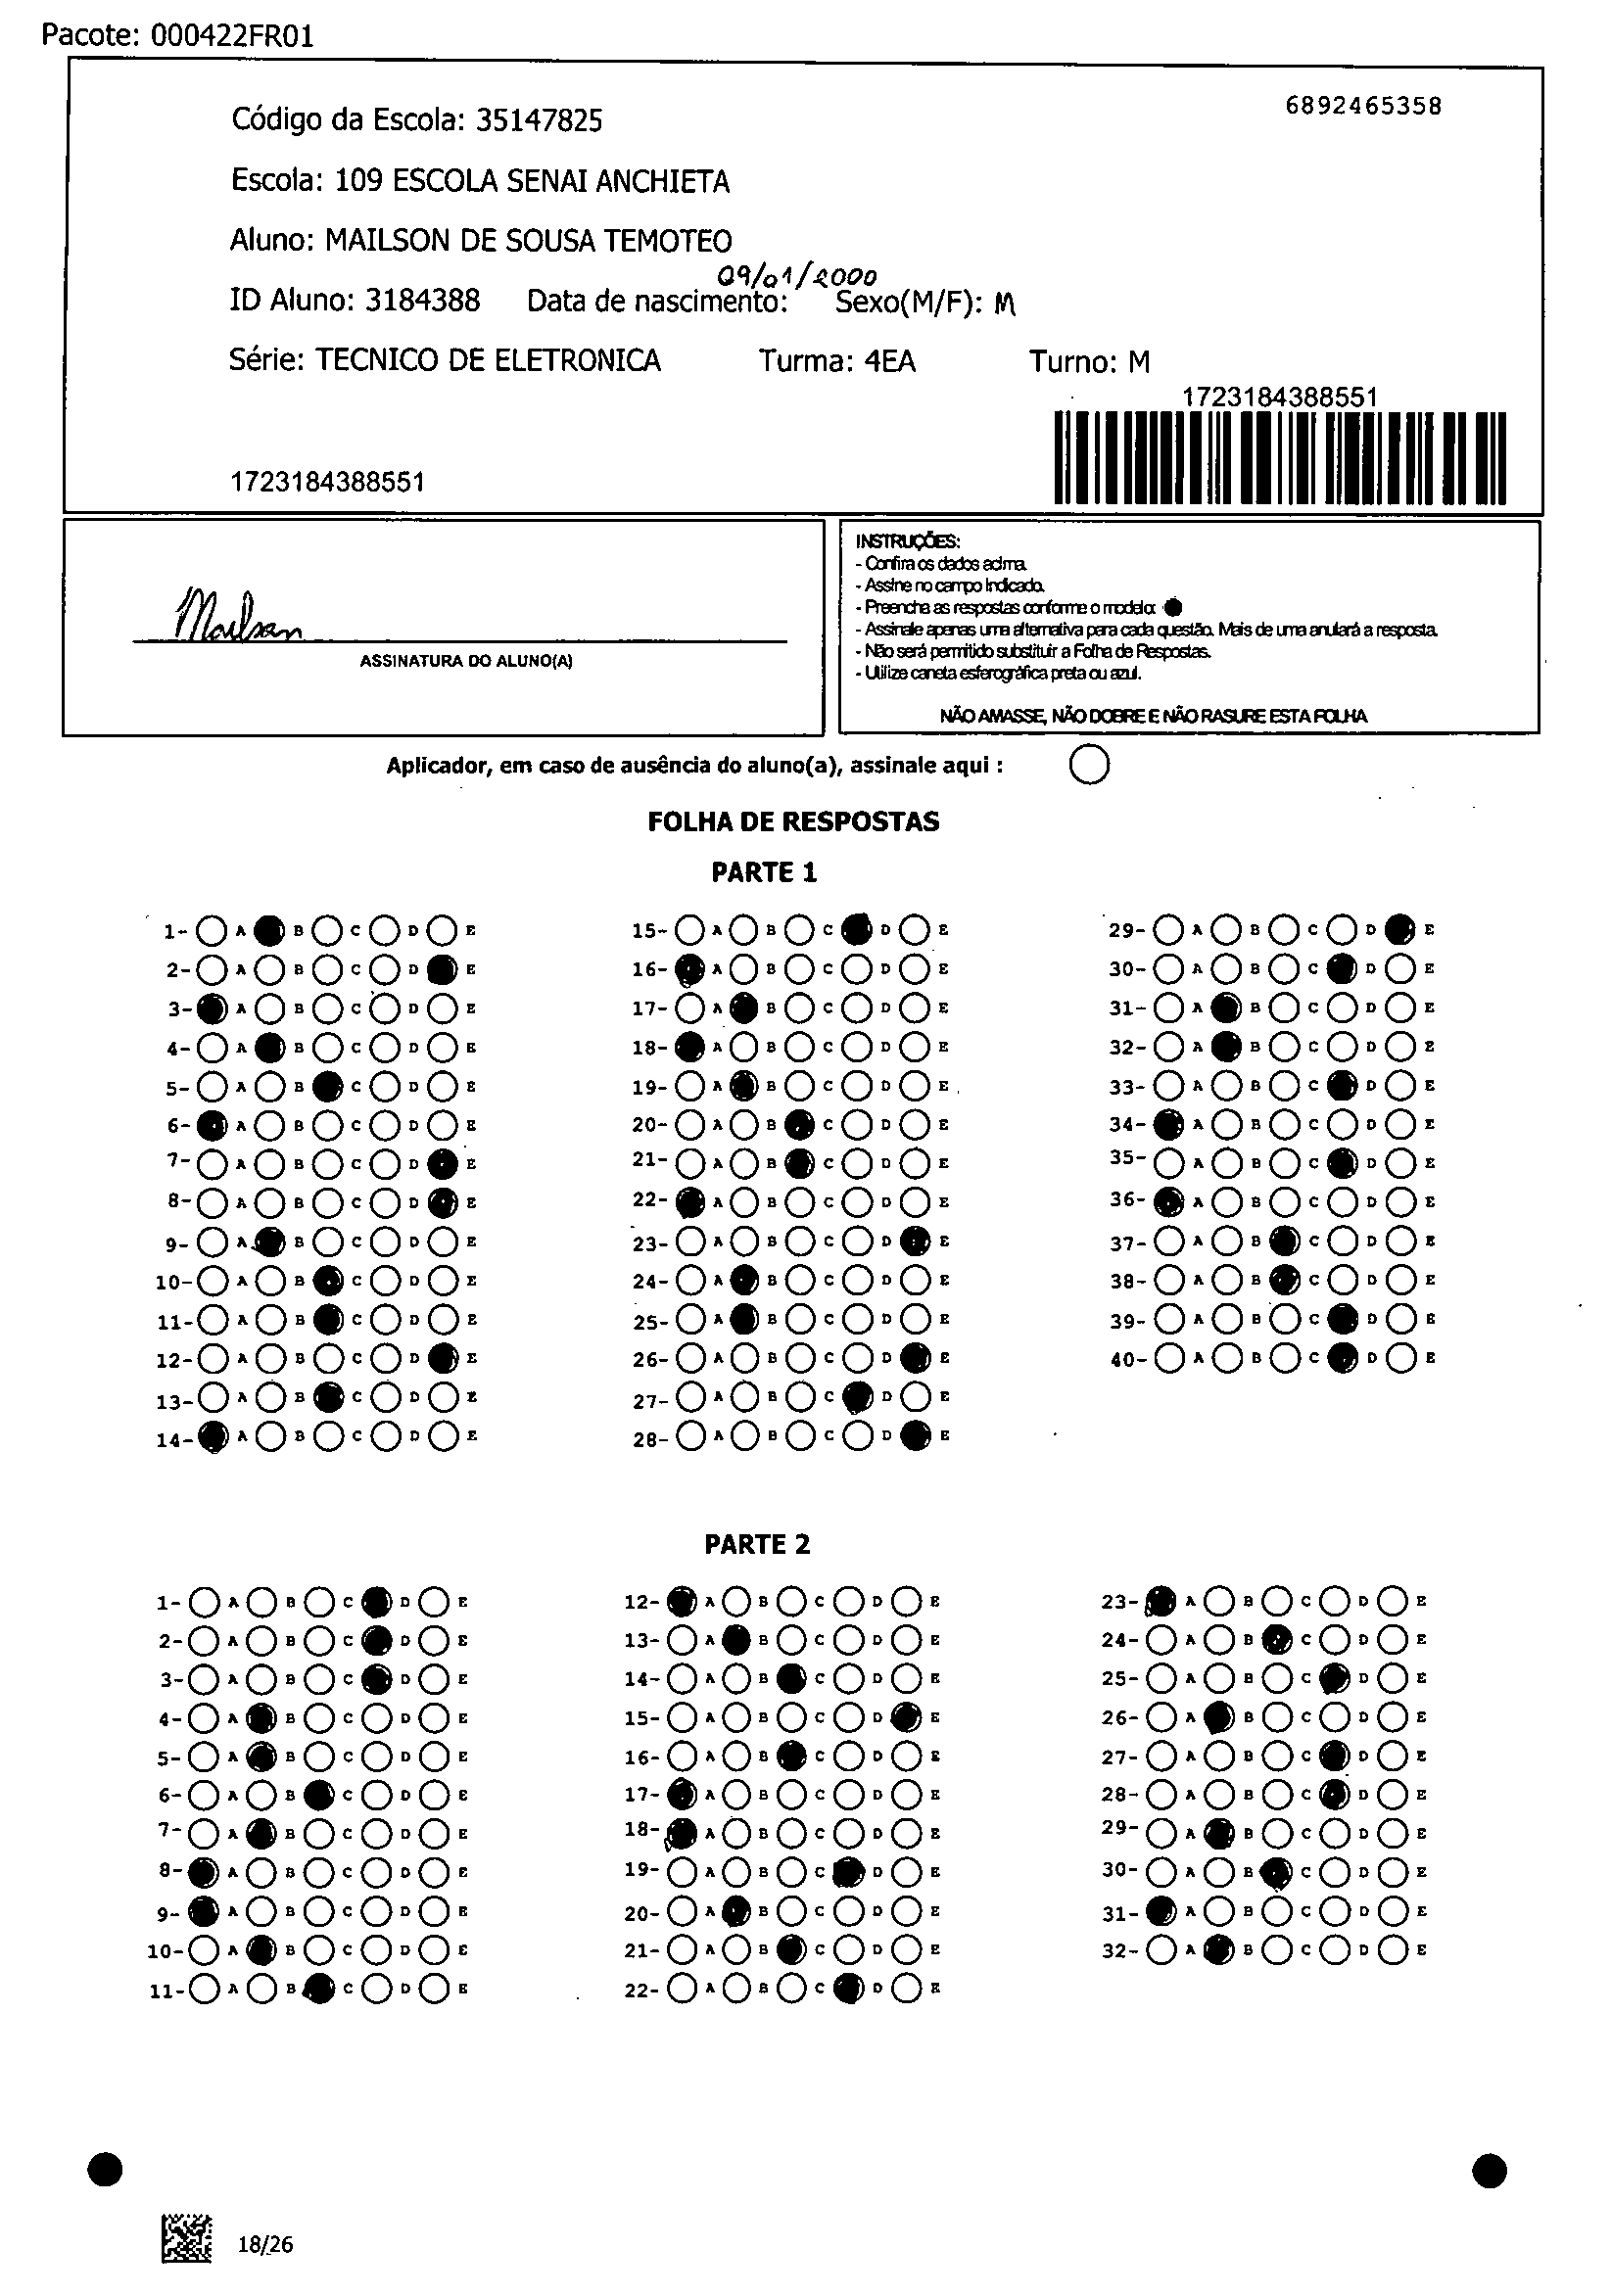 Pacote: 000422FR01
6892465358
Código da Escola: 35147825
Escola: 109 ESCOLA SENAI ANCHIETA
Aluno: MAILSON DE SOUSA TEMOTEO
09/01/2000
ID Aluno: 3184388 Data de nascimento: Sexo(M/F): M
Série: TECNICO DE ELETRONICA Turma: 4EA Turno: M
1723184388551
1723184388551
Mailson
ASSINATURA DO ALUNO(A)
INSTRUÇÕES:
- Confira os dados acima.
- Assine no campo indicado.
- Preencha as respostas conforme o modelo:
- Assinale apenas uma alternativa para cada questão. Mais de uma anulará a resposta.
- Não será permitido substituir a Folha de Respostas.
- Utilize caneta esferográfica preta ou azul.
NÃO AMASSE, NÃO DOBRE E NÃO RASURE ESTA FOLHA
Aplicador, em caso de ausência do aluno(a), assinale aqui :
FOLHA DE RESPOSTAS
PARTE 1
1- A B C D E 15- A B C D E 29- A B C D E
2- A B C D E 16- A B C D E 30- A B C D E
3- A B C D E 17- A B C D E 31- A B C D E
4- A B C D E 18- A B C D E 32- A B C D E
5- A B C D E 19- A B C D E 33- A B C D E
6- A B C D E 20- A B C D E 34- A B C D E
7- A B C D E 21- A B C D E 35- A B C D E
8- A B C D E 22- A B C D E 36- A B C D E
9- A B C D E 23- A B C D E 37- A B C D E
10- A B C D E 24- A B C D E 38- A B C D E
11- A B C D E 25- A B C D E 39- A B C D E
12- A B C D E 26- A B C D E 40- A B C D E
13- A B C D E 27- A B C D E
14- A B C D E 28- A B C D E
PARTE 2
1- A B C D E 12- A B C D E 23- A B C D E
2- A B C D E 13- A B C D E 24- A B C D E
3- A B C D E 14- A B C D E 25- A B C D E
4- A B C D E 15- A B C D E 26- A B C D E
5- A B C D E 16- A B C D E 27- A B C D E
6- A B C D E 17- A B C D E 28- A B C D E
7- A B C D E 18- A B C D E 29- A B C D E
8- A B C D E 19- A B C D E 30- A B C D E
9- A B C D E 20- A B C D E 31- A B C D E
10- A B C D E 21- A B C D E 32- A B C D E
11- A B C D E 22- A B C D E
18/26